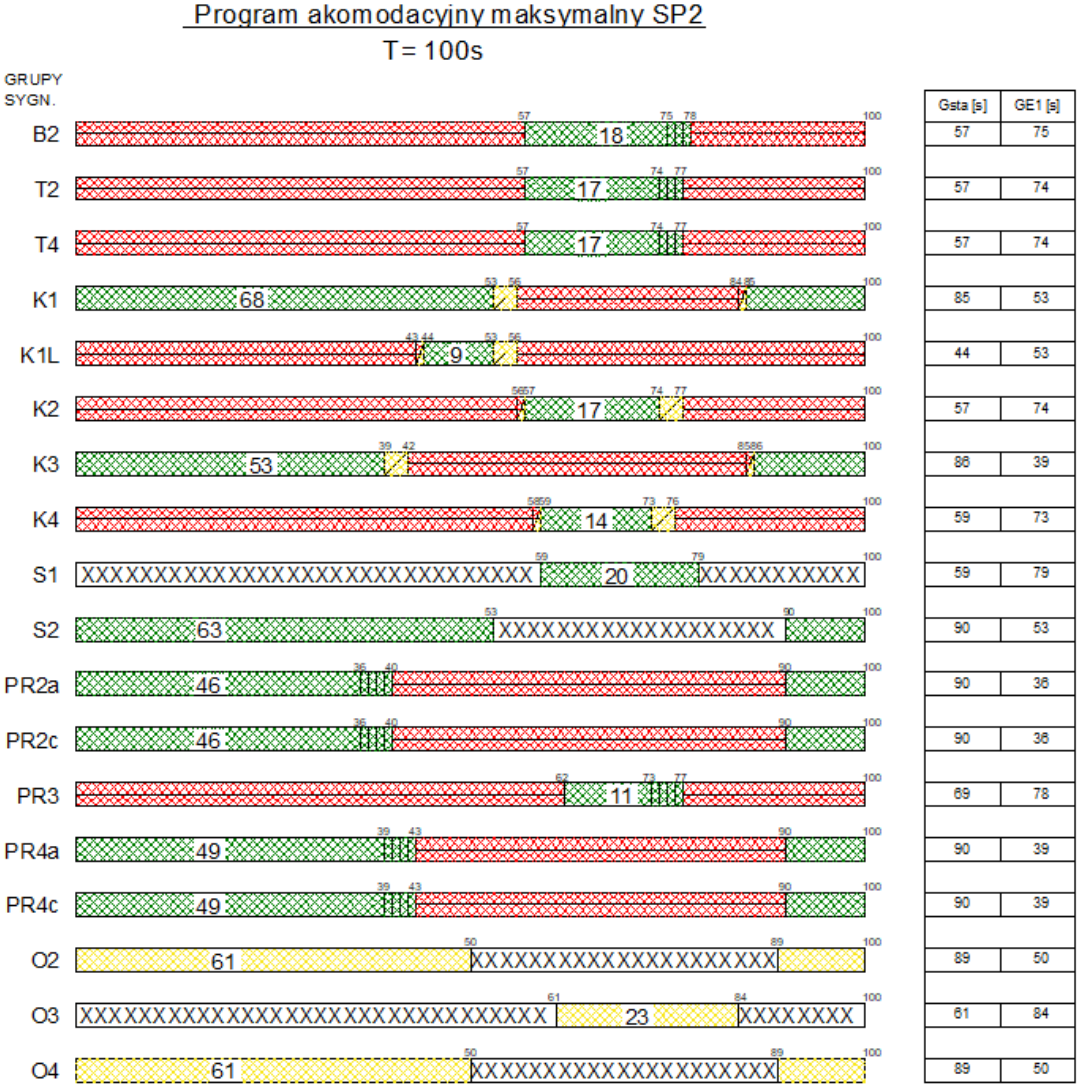 Program akomodacyjny maksymalny SP2
T= 100s
GRUPY
SYGN.
Gsta [s] GE1 [s]
57 75 78 100
B2 18 57 75
57 74 77 100
T2 17 57 74
57 74 77 100
T4 17 57 74
53 56 84 85 100
K1 68 85 53
43 44 53 56 100
K1L 9 44 53
56 57 74 77 100
K2 17 57 74
39 42 85 86 100
K3 53 86 39
58 59 73 76 100
K4 14 59 73
59 79 100
S1 XXXXXXXXXXXXXXXXXXXXXXXXXXXXXXX 20 XXXXXXXXXXX 59 79
53 90 100
S2 63 XXXXXXXXXXXXXXXXXXX 90 53
36 40 90 100
PR2a 46 90 36
36 40 90 100
PR2c 46 90 36
62 73 77 100
PR3 11 69 78
39 43 90 100
PR4a 49 90 39
39 43 90 100
PR4c 49 90 39
50 89 100
O2 61 XXXXXXXXXXXXXXXXXXXXX 89 50
61 84 100
O3 XXXXXXXXXXXXXXXXXXXXXXXXXXXXXXXX 23 XXXXXXXX 61 84
50 89 100
O4 61 XXXXXXXXXXXXXXXXXXXXX 89 50